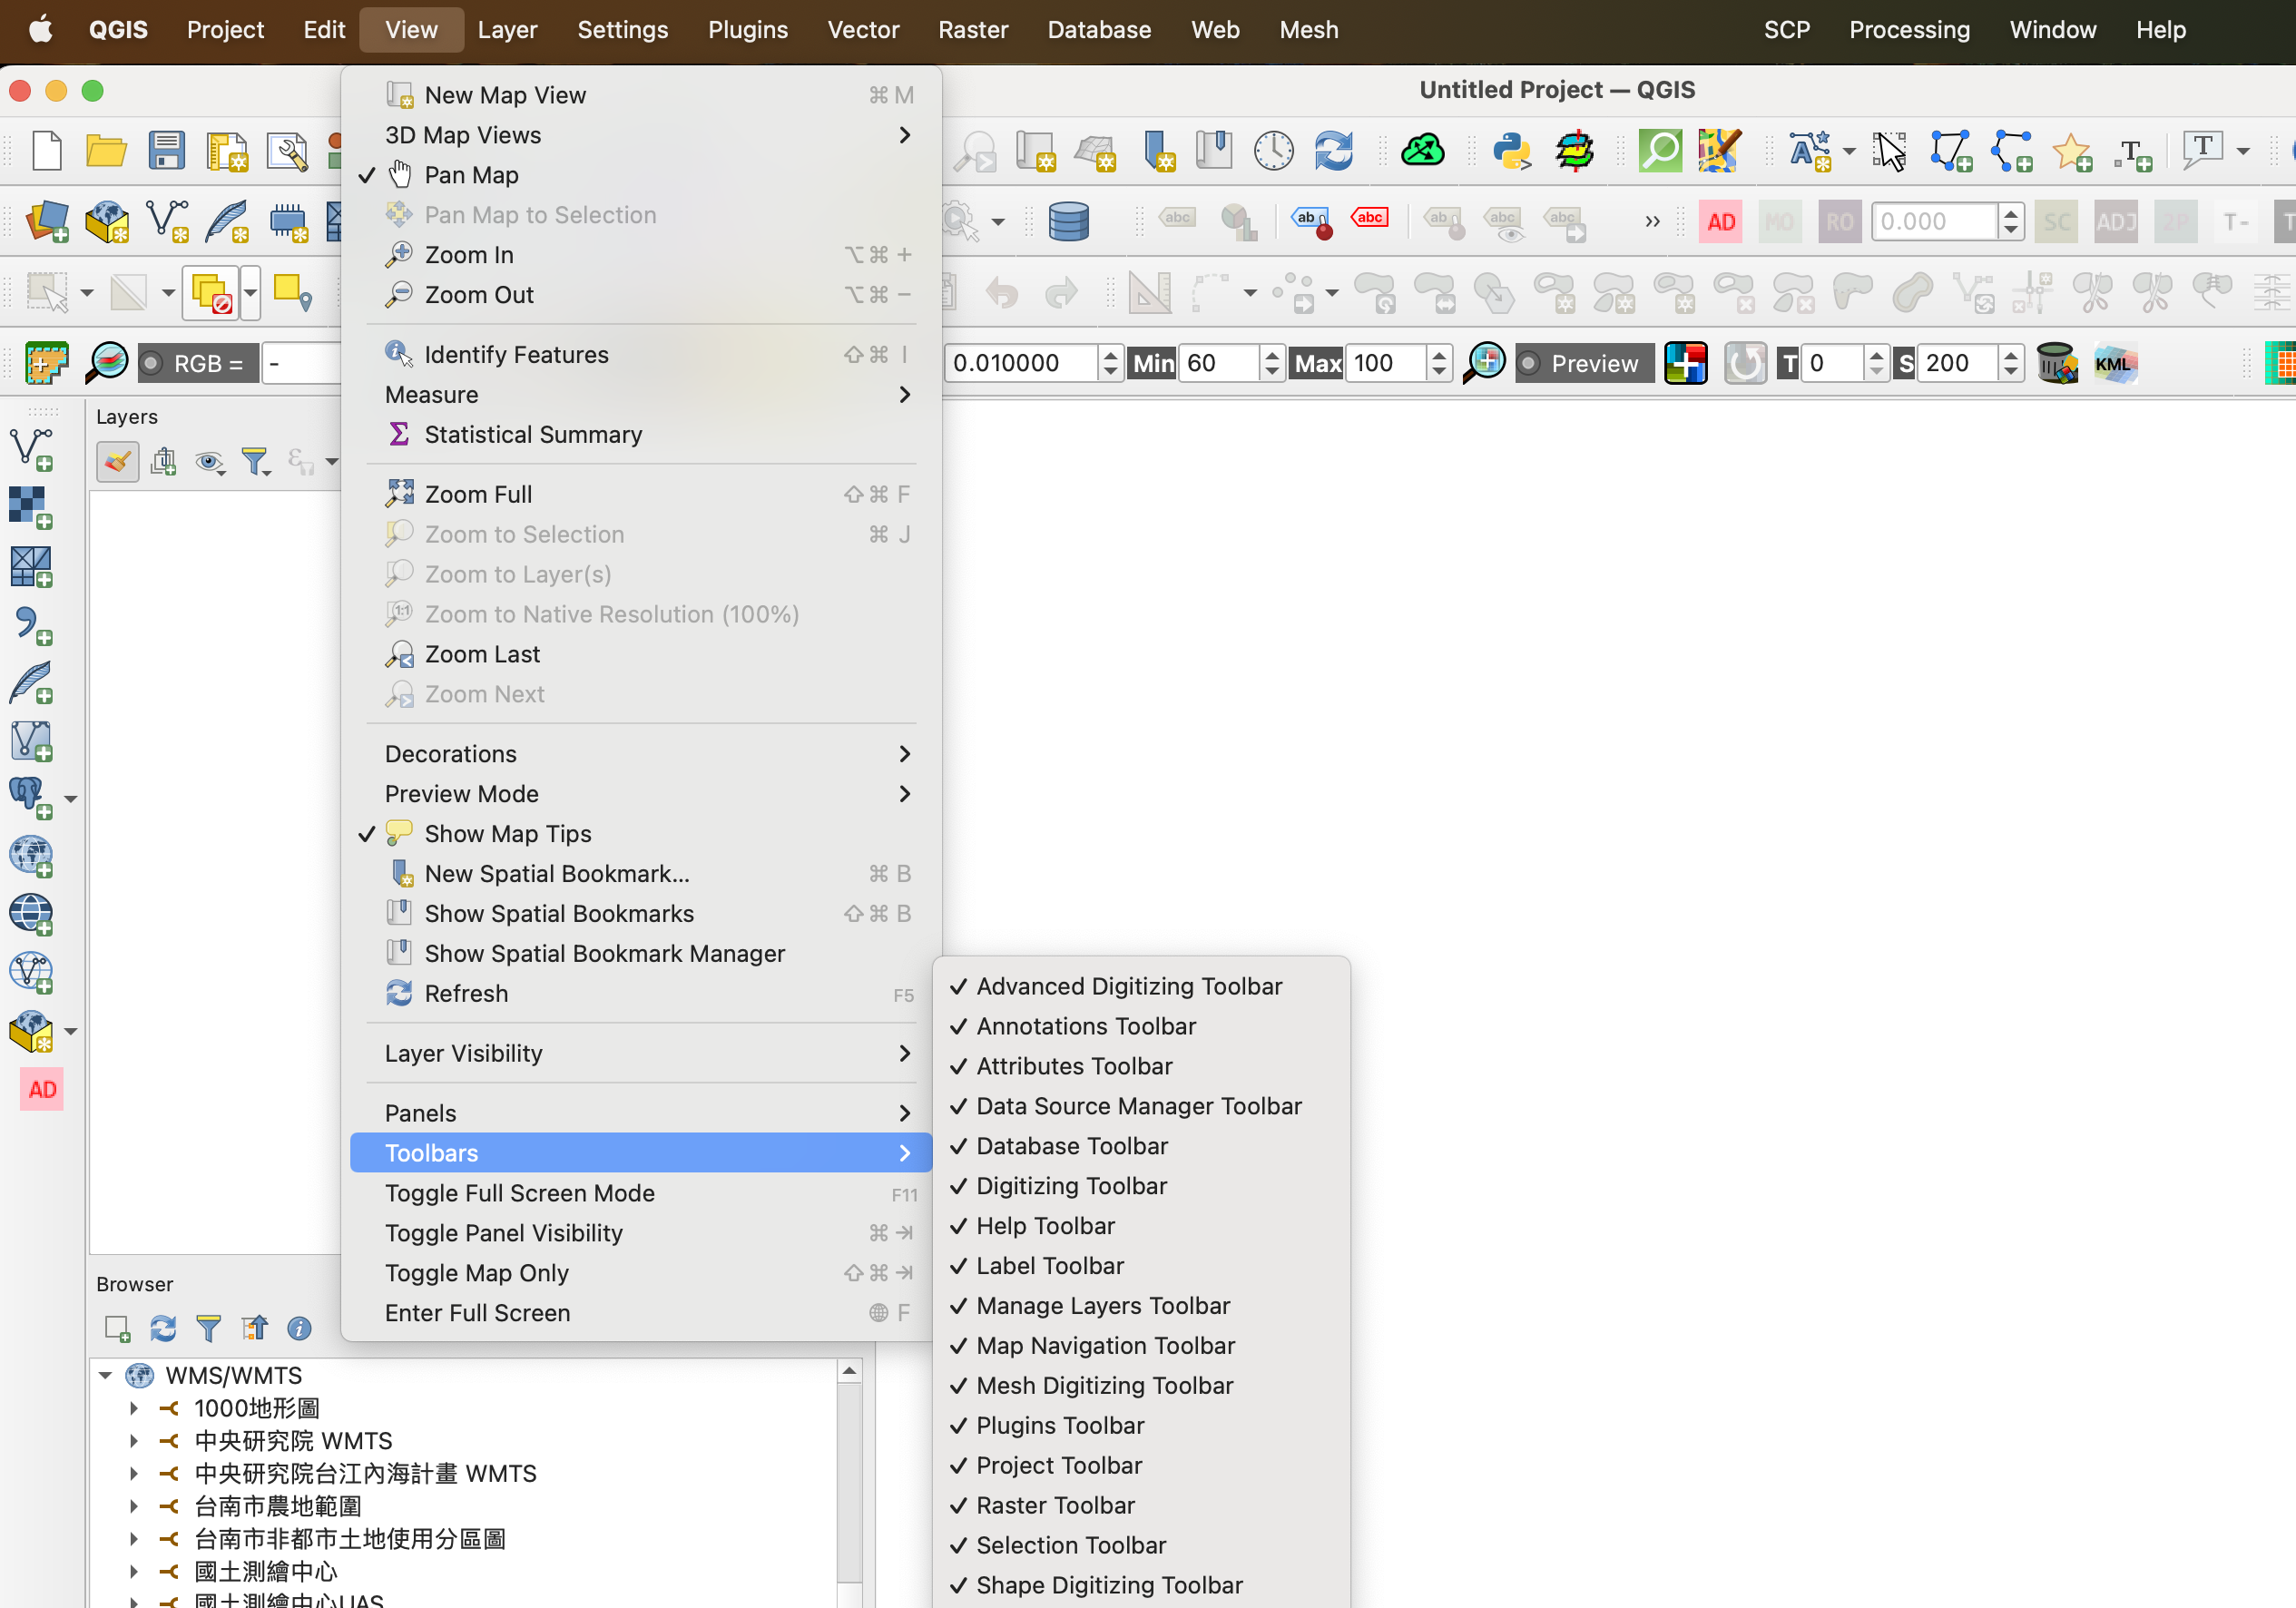 QGIS Project Edit View Layer Settings Plugins Vector Raster Database Web Mesh SCP Processing Window Help
Untitled Project — QGIS
New Map View ⌘ M
3D Map Views
Pan Map
Pan Map to Selection
Zoom In ⌥⌘ +
Zoom Out ⌥⌘ −
Identify Features ⇧⌘ I
Measure
Statistical Summary
Zoom Full ⇧⌘ F
Zoom to Selection ⌘ J
Zoom to Layer(s)
Zoom to Native Resolution (100%)
Zoom Last
Zoom Next
Decorations
Preview Mode
Show Map Tips
New Spatial Bookmark... ⌘ B
Show Spatial Bookmarks ⇧⌘ B
Show Spatial Bookmark Manager
Refresh F5
Layer Visibility
Panels
Toolbars
Toggle Full Screen Mode F11
Toggle Panel Visibility ⌘ ⇥
Toggle Map Only ⇧⌘ ⇥
Enter Full Screen F
Advanced Digitizing Toolbar
Annotations Toolbar
Attributes Toolbar
Data Source Manager Toolbar
Database Toolbar
Digitizing Toolbar
Help Toolbar
Label Toolbar
Manage Layers Toolbar
Map Navigation Toolbar
Mesh Digitizing Toolbar
Plugins Toolbar
Project Toolbar
Raster Toolbar
Selection Toolbar
Shape Digitizing Toolbar
abc ab abc ab abc abc » AD MO RO 0.000 SC ADJ 2P T-
RGB = - 0.010000 Min 60 Max 100 Preview T 0 S 200 KML
Layers
AD
Browser
WMS/WMTS
1000地形圖
中央研究院 WMTS
中央研究院台江內海計畫 WMTS
台南市農地範圍
台南市非都市土地使用分區圖
國土測繪中心
國土測繪中心UAS